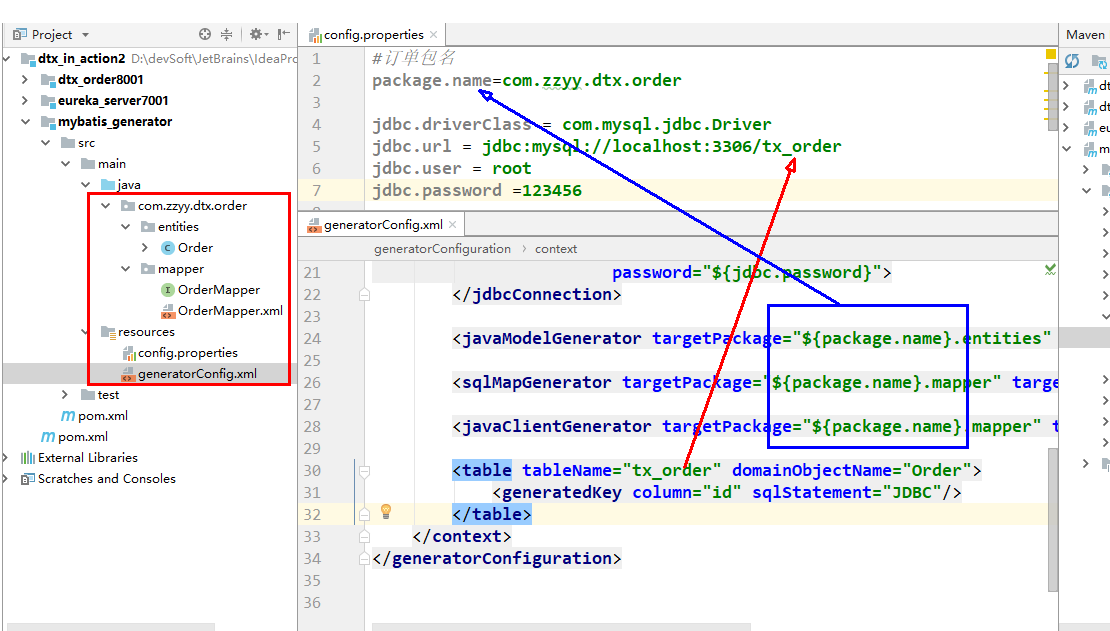 Project
dtx_in_action2 D:\devSoft\JetBrains\IdeaPro
dtx_order8001
eureka_server7001
mybatis_generator
src
main
java
com.zzyy.dtx.order
entities
Order
mapper
OrderMapper
OrderMapper.xml
resources
config.properties
generatorConfig.xml
test
pom.xml
pom.xml
External Libraries
Scratches and Consoles
config.properties
1 #订单包名
2 package.name=com.zzyy.dtx.order
3
4 jdbc.driverClass = com.mysql.jdbc.Driver
5 jdbc.url = jdbc:mysql://localhost:3306/tx_order
6 jdbc.user = root
7 jdbc.password =123456
generatorConfig.xml
generatorConfiguration › context
21 password="${jdbc.password}">
22 </jdbcConnection>
23
24 <javaModelGenerator targetPackage="${package.name}.entities"
25
26 <sqlMapGenerator targetPackage="${package.name}.mapper" targe
27
28 <javaClientGenerator targetPackage="${package.name}.mapper" t
29
30 <table tableName="tx_order" domainObjectName="Order">
31 <generatedKey column="id" sqlStatement="JDBC"/>
32 </table>
33 </context>
34 </generatorConfiguration>
35
36
Maven
dt
dt
eu
m